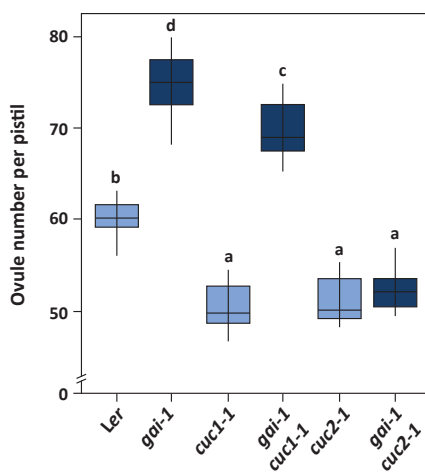 Ovule number per pistil
80
70
60
50
0
b
d
a
c
a
a
Ler
gai-1
cuc1-1
gai-1
cuc1-1
cuc2-1
gai-1
cuc2-1